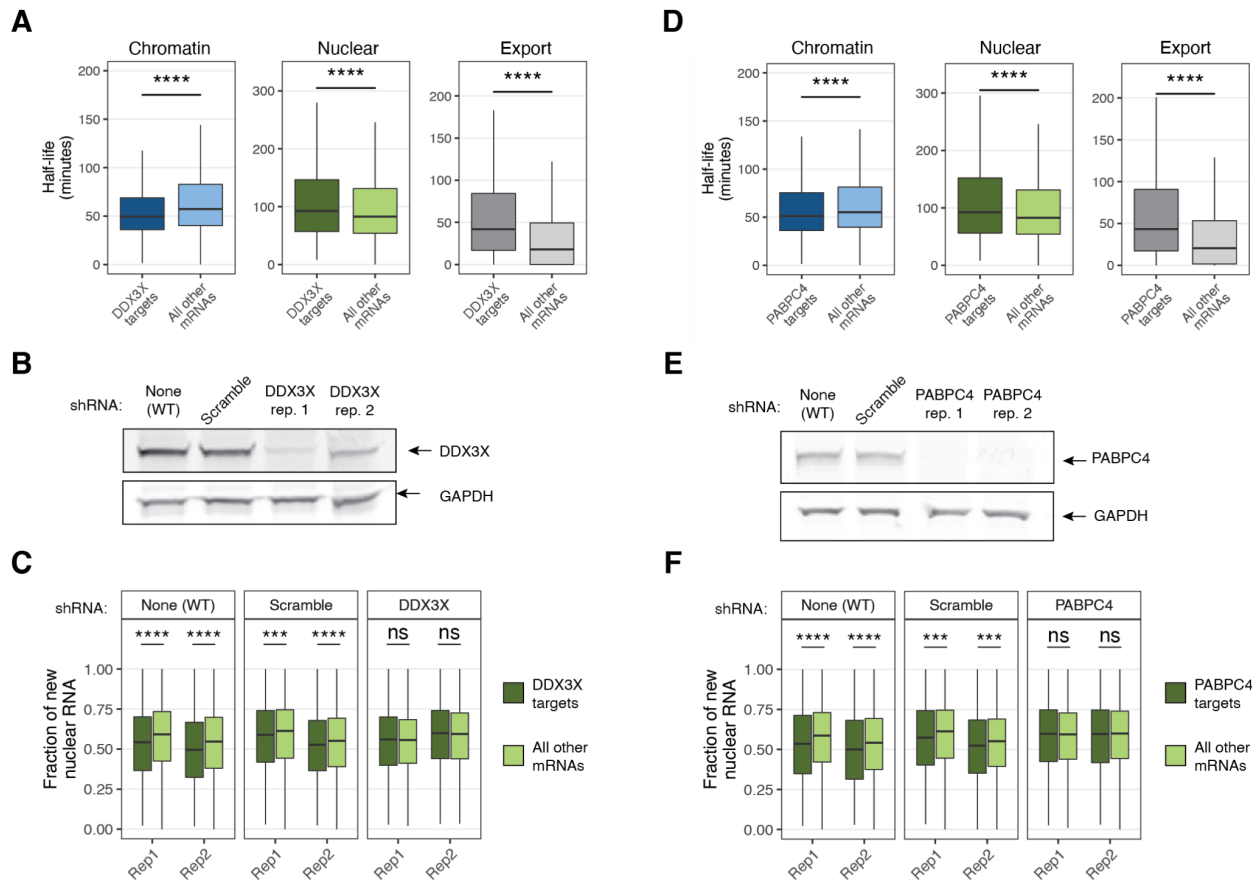 A
Chromatin Nuclear Export
**** **** ****
Half-life
(minutes)
200
150
100
50
0
300
200
100
0
200
150
100
50
0
DDX3X
targets
All other
mRNAs
DDX3X
targets
All other
mRNAs
DDX3X
targets
All other
mRNAs
B
shRNA:
None
(WT)
Scramble
DDX3X
rep. 1
DDX3X
rep. 2
DDX3X
GAPDH
C
shRNA:
None (WT) Scramble DDX3X
**** **** *** **** ns ns
Fraction of new
nuclear RNA
1.00
0.75
0.50
0.25
0.00
Rep1 Rep2 Rep1 Rep2 Rep1 Rep2
DDX3X
targets
All other
mRNAs
D
Chromatin Nuclear Export
**** **** ****
Half-life
(minutes)
200
150
100
50
0
300
200
100
0
200
150
100
50
0
PABPC4
targets
All other
mRNAs
PABPC4
targets
All other
mRNAs
PABPC4
targets
All other
mRNAs
E
shRNA:
None
(WT)
Scramble
PABPC4
rep. 1
PABPC4
rep. 2
PABPC4
GAPDH
F
shRNA:
None (WT) Scramble PABPC4
**** **** *** *** ns ns
Fraction of new
nuclear RNA
1.00
0.75
0.50
0.25
0.00
Rep1 Rep2 Rep1 Rep2 Rep1 Rep2
PABPC4
targets
All other
mRNAs